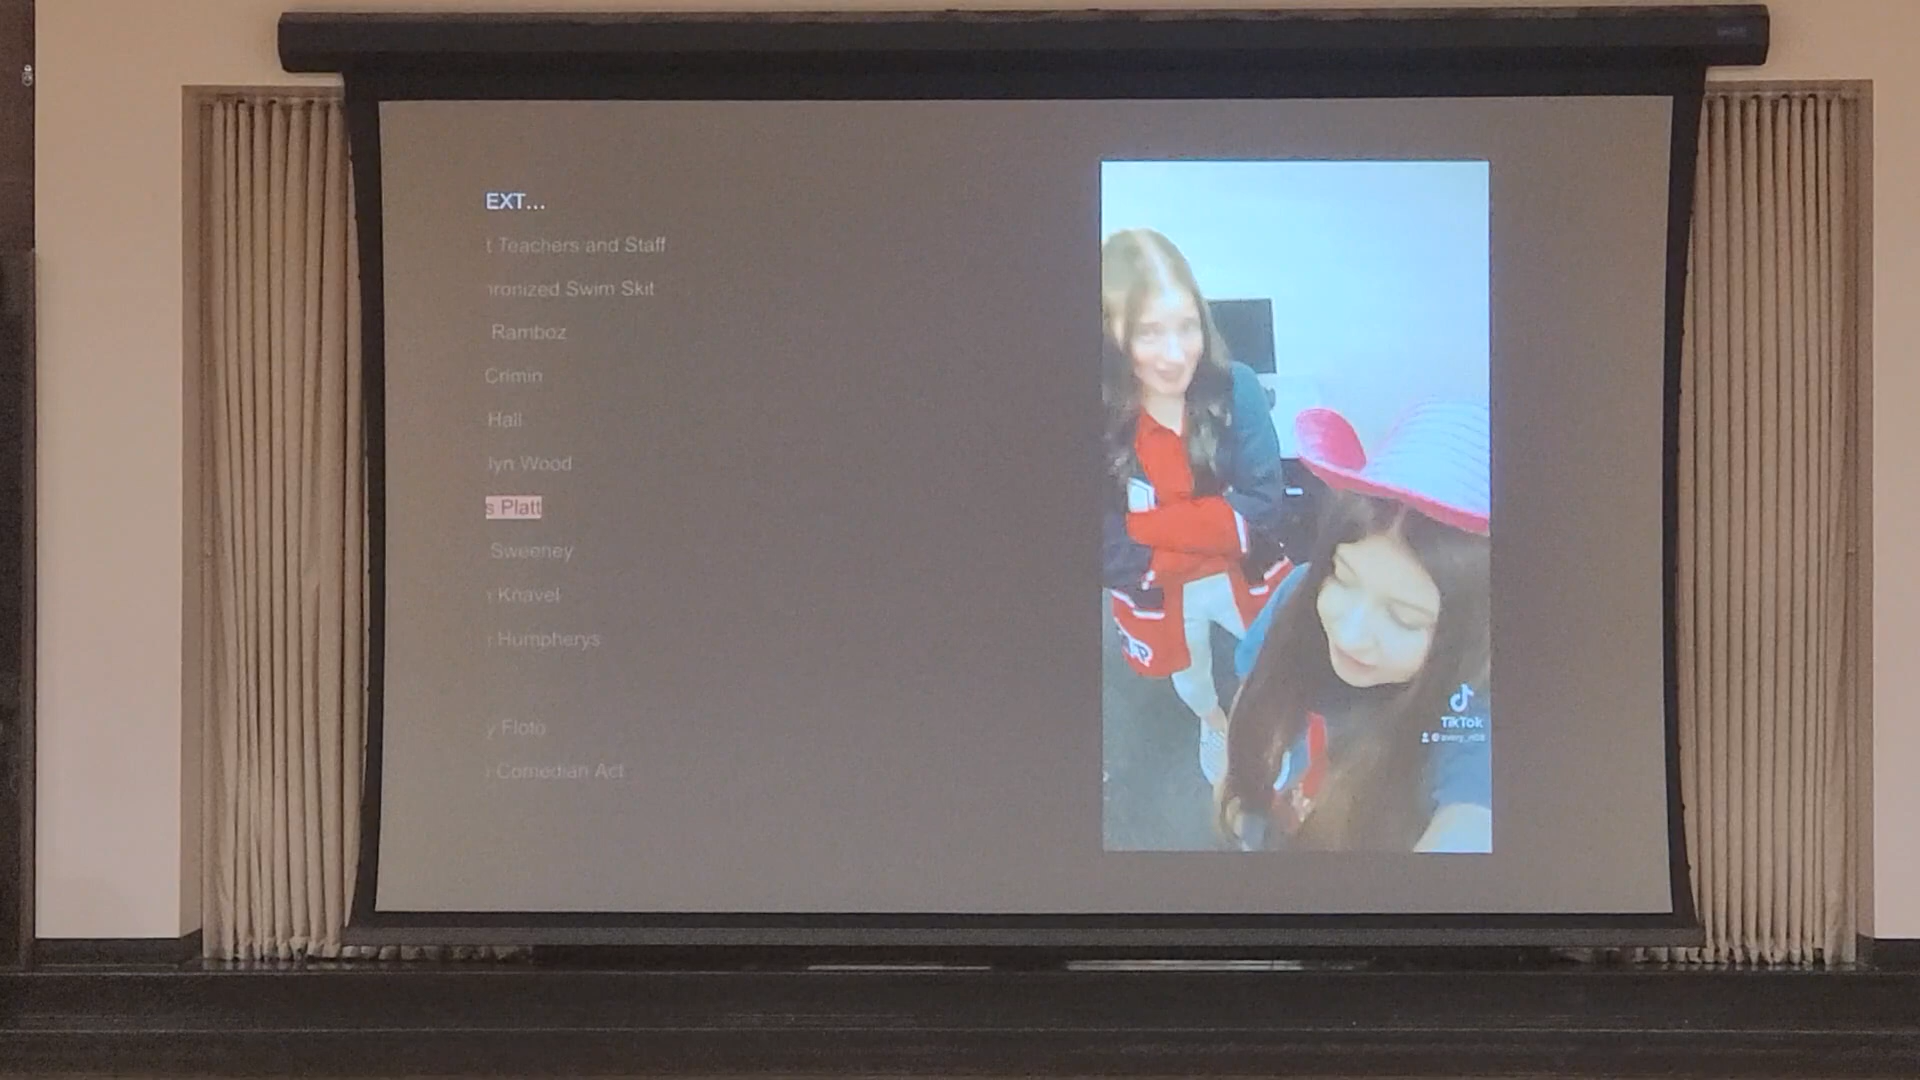 EXT...
t Teachers and Staff
hronized Swim Skit
Ramboz
Crimin
Hall
lyn Wood
s Platt
Sweeney
Knavel
Humpherys
y Floto
Comedian Act
TikTok